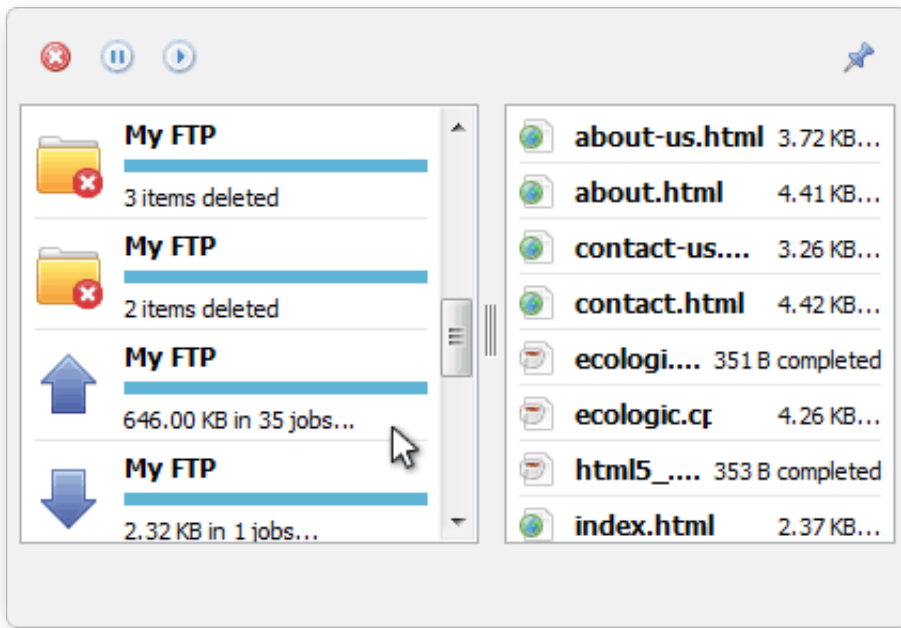 My FTP
3 items deleted
My FTP
2 items deleted
My FTP
646.00 KB in 35 jobs...
My FTP
2.32 KB in 1 jobs...
about-us.html 3.72 KB...
about.html 4.41 KB...
contact-us.... 3.26 KB...
contact.html 4.42 KB...
ecologi.... 351 B completed
ecologic.cp 4.26 KB...
html5_.... 353 B completed
index.html 2.37 KB...